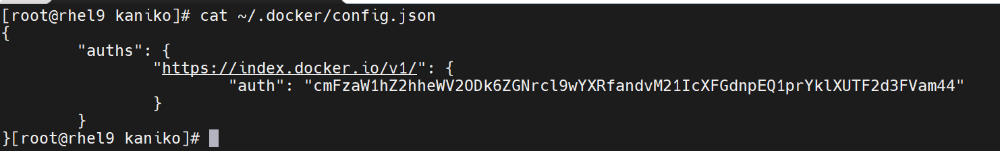 [root@rhel9 kaniko]# cat ~/.docker/config.json
{
"auths": {
"https://index.docker.io/v1/": {
"auth": "cmFzaW1hZ2hheWV2ODk6ZGNrcl9wYXRfandvM21IcXFGdnpEQ1prYklXUTF2d3FVam44"
}
}
}[root@rhel9 kaniko]#